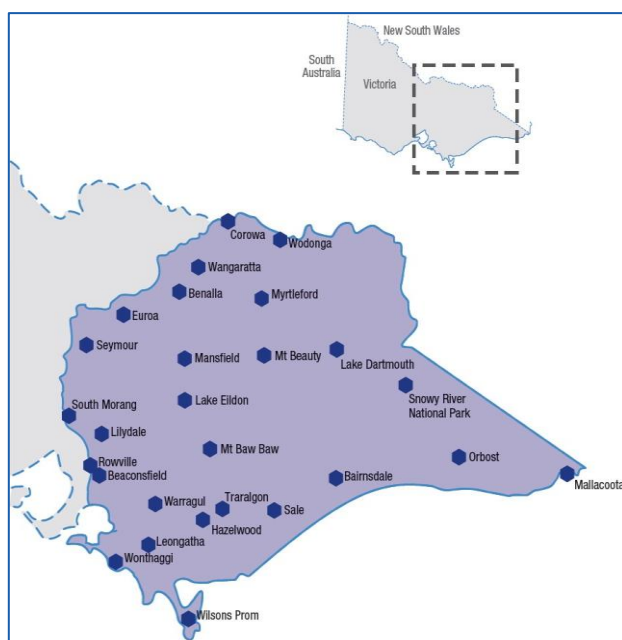 New South Wales
South
Australia
Victoria
Corowa
Wodonga
Wangaratta
Benalla
Myrtleford
Euroa
Seymour
Mansfield
Mt Beauty
Lake Dartmouth
Lake Eildon
Snowy River
National Park
South Morang
Lilydale
Mt Baw Baw
Orbost
Rowville
Beaconsfield
Bairnsdale
Mallacoota
Warragul
Traralgon
Sale
Hazelwood
Leongatha
Wonthaggi
Wilsons Prom